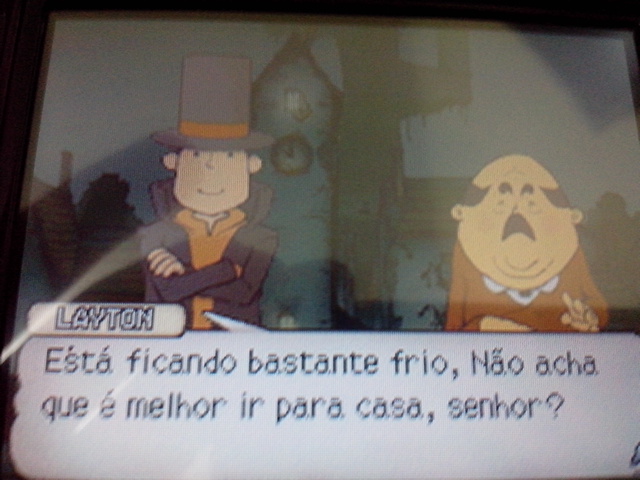 LAYTON
Está ficando bastante frio, Não acha
que é melhor ir para casa, senhor?